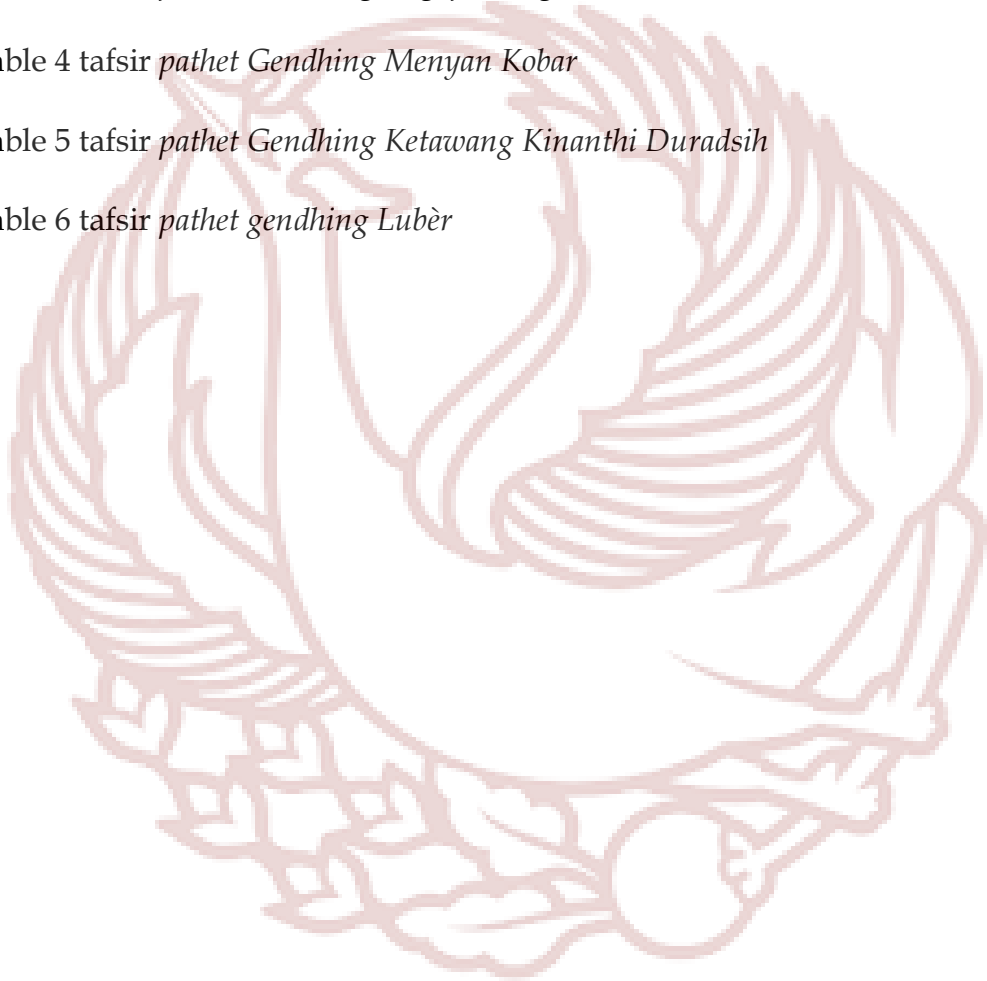 able 4 tafsir pathet Gendhing Menyan Kobar
able 5 tafsir pathet Gendhing Ketawang Kinanthi Duradsih
able 6 tafsir pathet gendhing Lubèr